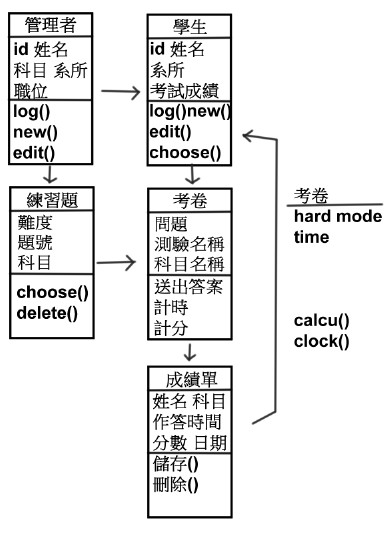 管理者
id 姓名
科目 系所
職位
log()
new()
edit()
學生
id 姓名
系所
考試成績
log()new()
edit()
choose()
練習題
難度
題號
科目
choose()
delete()
考卷
問題
測驗名稱
科目名稱
送出答案
計時
計分
成績單
姓名 科目
作答時間
分數 日期
儲存()
刪除()
考卷
hard mode
time
calcu()
clock()